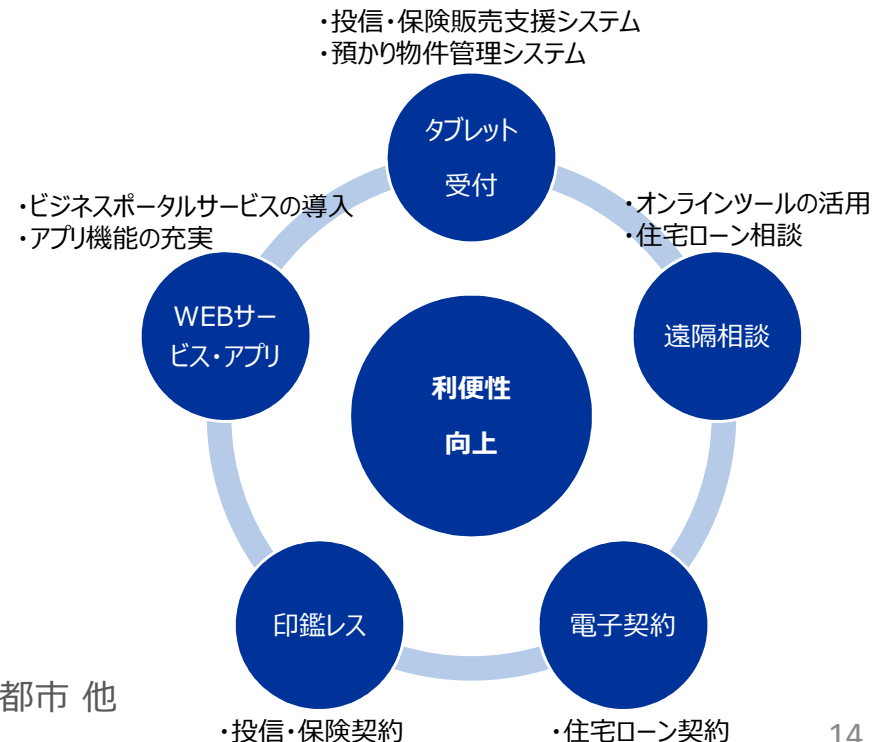 ・投信・保険販売支援システム
・預かり物件管理システム
タブレット
受付
・ビジネスポータルサービスの導入
・アプリ機能の充実
・オンラインツールの活用
・住宅ローン相談
WEBサー
ビス・アプリ
遠隔相談
利便性
向上
印鑑レス
電子契約
都市 他
・投信・保険契約
・住宅ローン契約
14